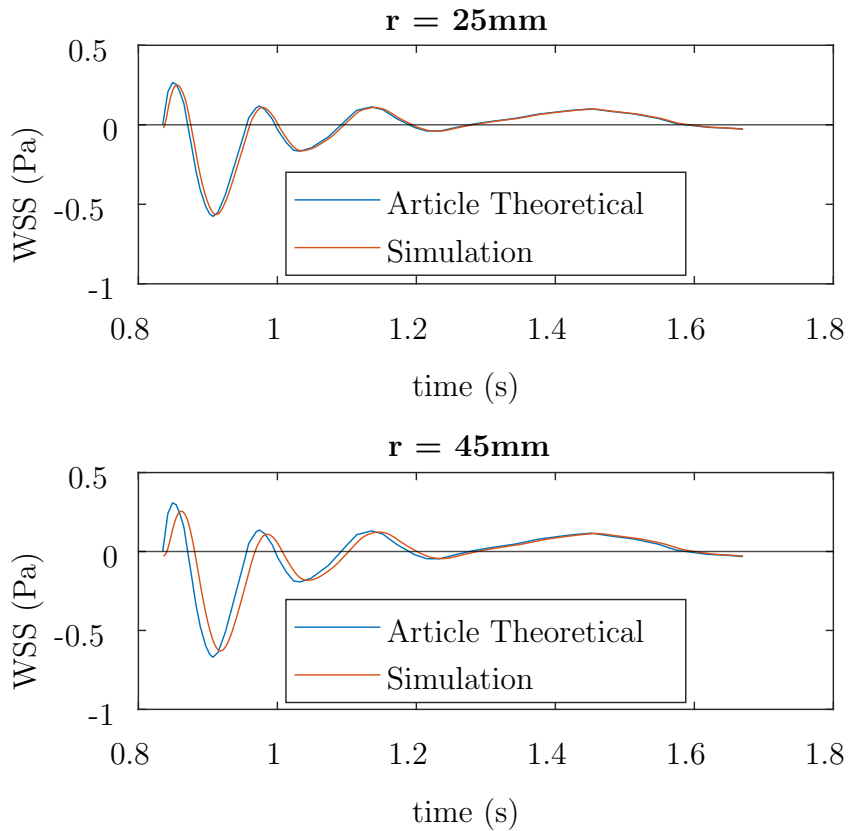 r = 25mm
0.5
0
-0.5
-1
WSS (Pa)
Article Theoretical
Simulation
0.8 1 1.2 1.4 1.6 1.8
time (s)
r = 45mm
0.5
0
-0.5
-1
WSS (Pa)
Article Theoretical
Simulation
0.8 1 1.2 1.4 1.6 1.8
time (s)